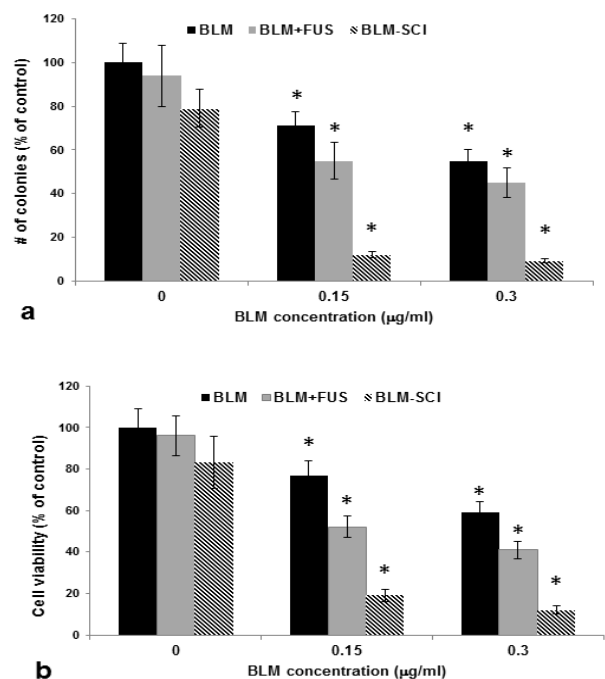 BLM BLM+FUS BLM-SCI
120
100
80
60
40
20
0
# of colonies (% of control)
* * * * * *
0 0.15 0.3
BLM concentration (µg/ml)
a
BLM BLM+FUS BLM-SCI
120
100
80
60
40
20
0
Cell viability (% of control)
* * * * * *
0 0.15 0.3
BLM concentration (µg/ml)
b